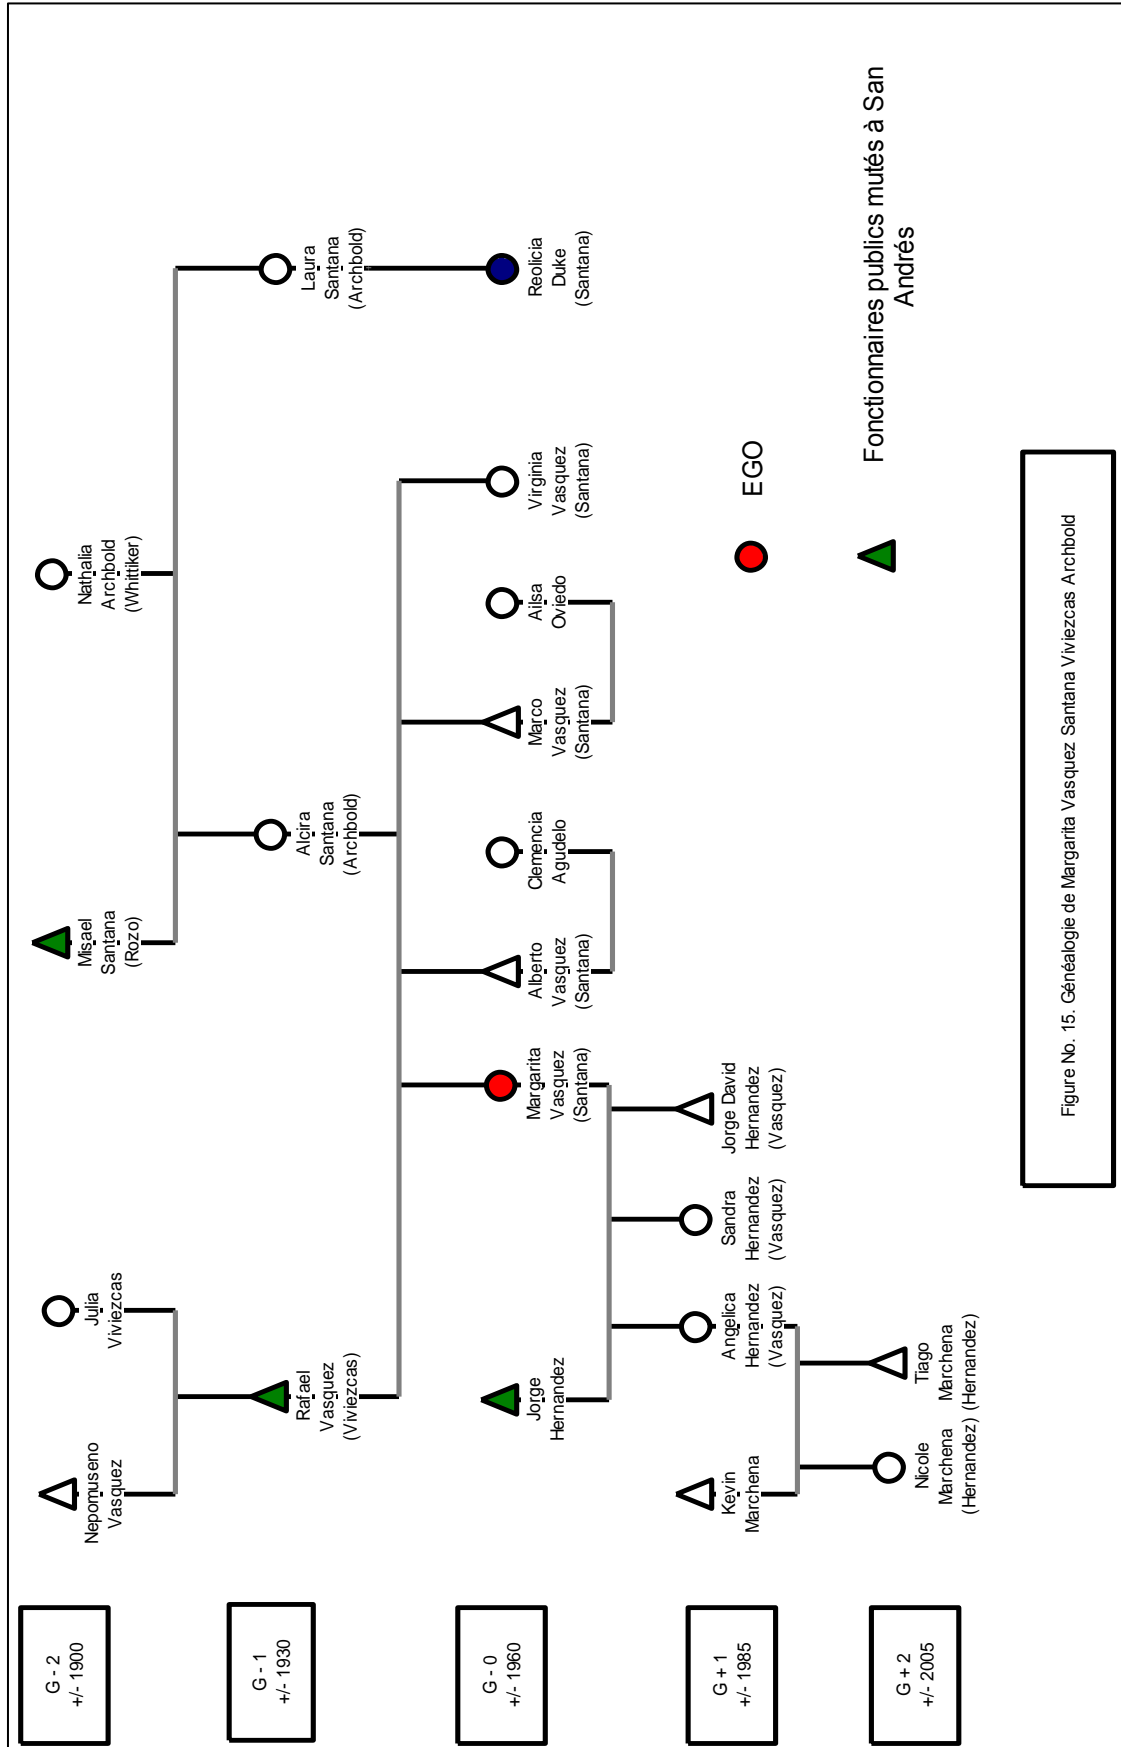 G - 2
+/- 1900
Nepomuseno
Vasquez
Julia
Viviezcas
Misael
Santana
(Rozo)
Nathalia
Archbold
(Whittiker)
G - 1
+/- 1930
Rafael
Vasquez
(Viviezcas)
Alcira
Santana
(Archbold)
Laura
Santana
(Archbold)
G - 0
+/- 1960
Jorge
Hernandez
Margarita
Vasquez
(Santana)
Alberto
Vasquez
(Santana)
Clemencia
Agudelo
Marco
Vasquez
(Santana)
Ailsa
Oviedo
Virginia
Vasquez
(Santana)
Reolicia
Duke
(Santana)
G + 1
+/- 1985
Kevin
Marchena
Angelica
Hernandez
(Vasquez)
Sandra
Hernandez
(Vasquez)
Jorge David
Hernandez
(Vasquez)
EGO
G + 2
+/- 2005
Nicole
Marchena
(Hernandez)
Tiago
Marchena
(Hernandez)
Fonctionnaires publics mutés à San
Andrés
Figure No. 15. Généalogie de Margarita Vasquez Santana Viviezcas Archbold